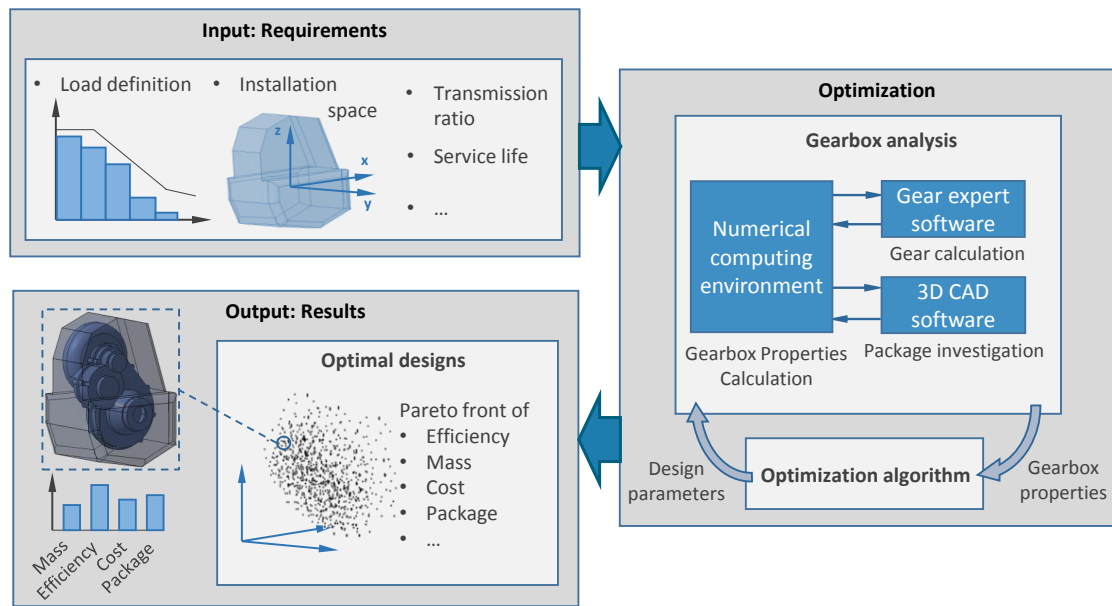 Input: Requirements
• Load definition
• Installation
space
• Transmission
ratio
• Service life
• ...
z
x
y
Optimization
Gearbox analysis
Numerical
computing
environment
Gear expert
software
Gear calculation
3D CAD
software
Package investigation
Gearbox Properties
Calculation
Design
parameters
Optimization algorithm
Gearbox
properties
Output: Results
Optimal designs
Pareto front of
• Efficiency
• Mass
• Cost
• Package
• ...
Mass
Efficiency
Cost
Package